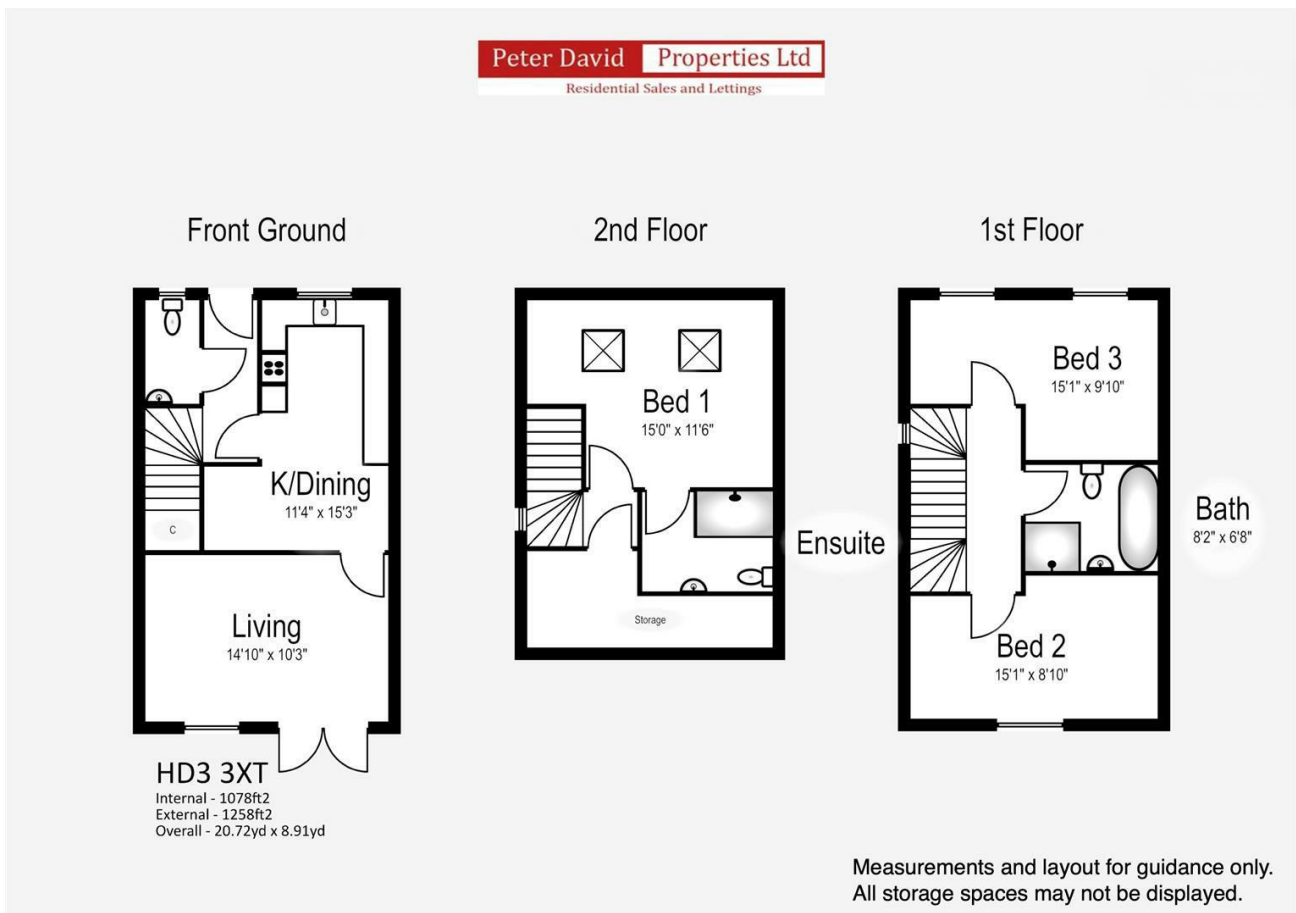 Peter David Properties Ltd
Residential Sales and Lettings
Front Ground
2nd Floor
1st Floor
K/Dining
11'4" x 15'3"
C
Living
14'10" x 10'3"
Bed 1
15'0" x 11'6"
Ensuite
Storage
Bed 3
15'1" x 9'10"
Bath
8'2" x 6'8"
Bed 2
15'1" x 8'10"
HD3 3XT
Internal - 1078ft2
External - 1258ft2
Overall - 20.72yd x 8.91yd
Measurements and layout for guidance only.
All storage spaces may not be displayed.